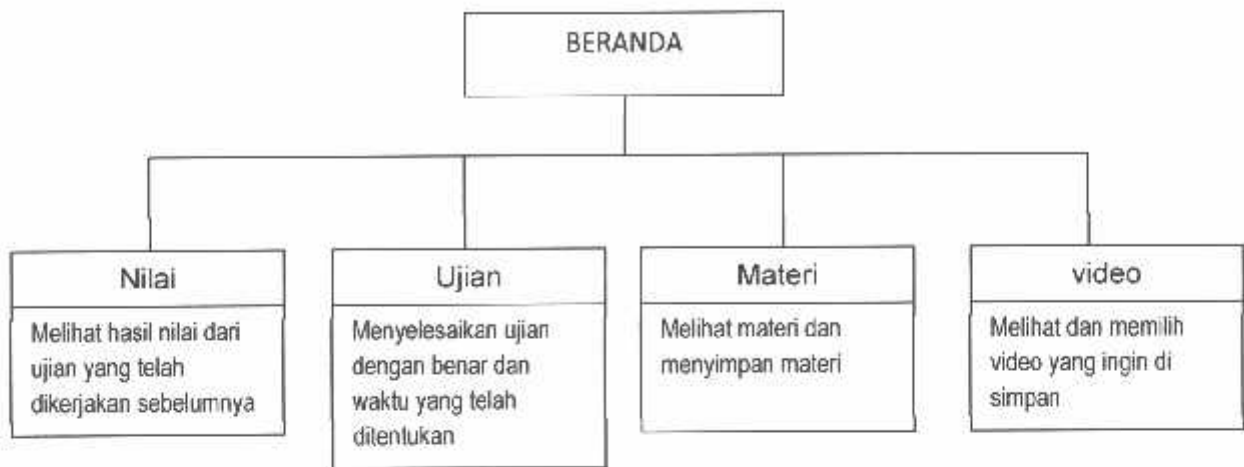 BERANDA
Nilai
Melihat hasil nilai dari
ujian yang telah
dikerjakan sebelumnya
Ujian
Menyelesaikan ujian
dengan benar dan
waktu yang telah
ditentukan
Materi
Melihat materi dan
menyimpan materi
video
Melihat dan memilih
video yang ingin di
simpan